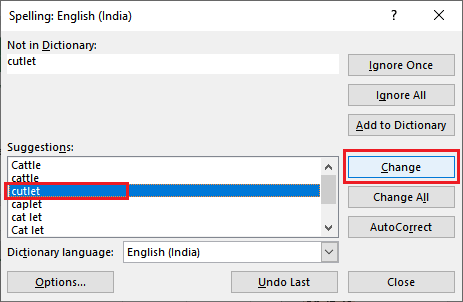 Spelling: English (India)
?
Not in Dictionary:
cutlet
Ignore Once
Ignore All
Add to Dictionary
Suggestions:
Cattle
cattle
cutlet
caplet
cat let
Cat let
Change
Change All
AutoCorrect
Dictionary language: English (India)
Options... Undo Last Close